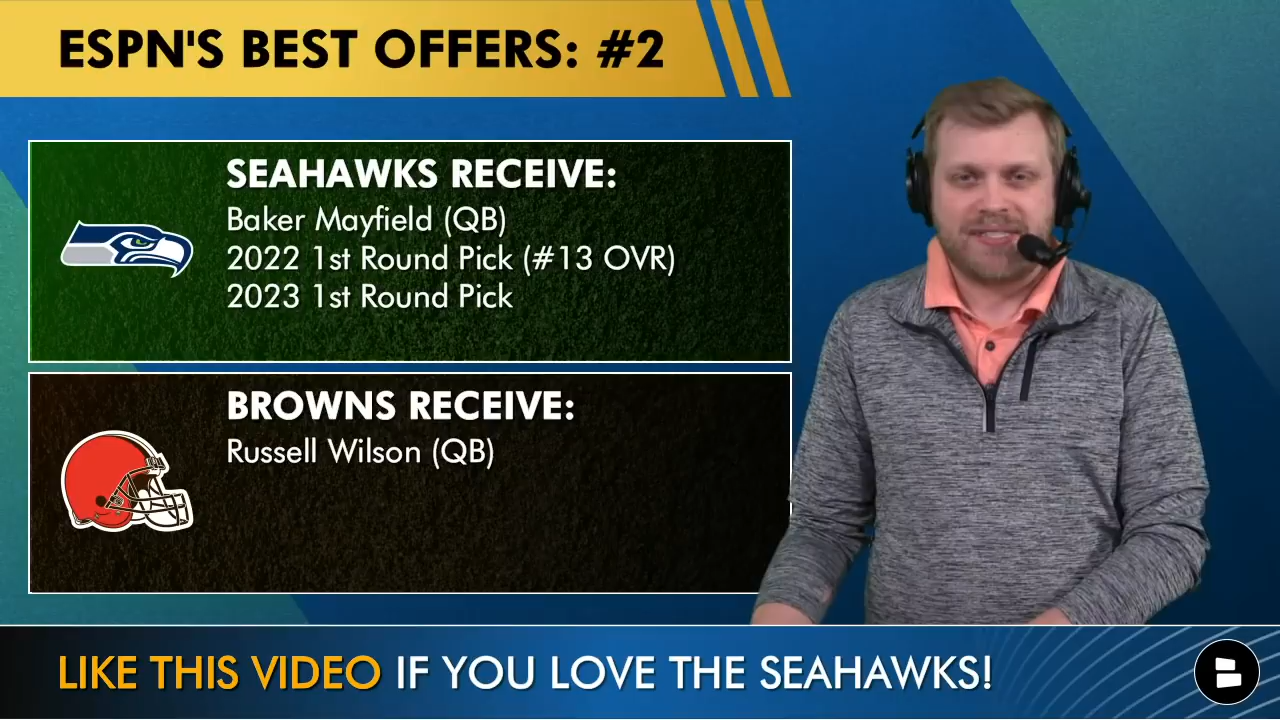 ESPN'S BEST OFFERS: #2
SEAHAWKS RECEIVE:
Baker Mayfield (QB)
2022 1st Round Pick (#13 OVR)
2023 1st Round Pick
BROWNS RECEIVE:
Russell Wilson (QB)
LIKE THIS VIDEO IF YOU LOVE THE SEAHAWKS!